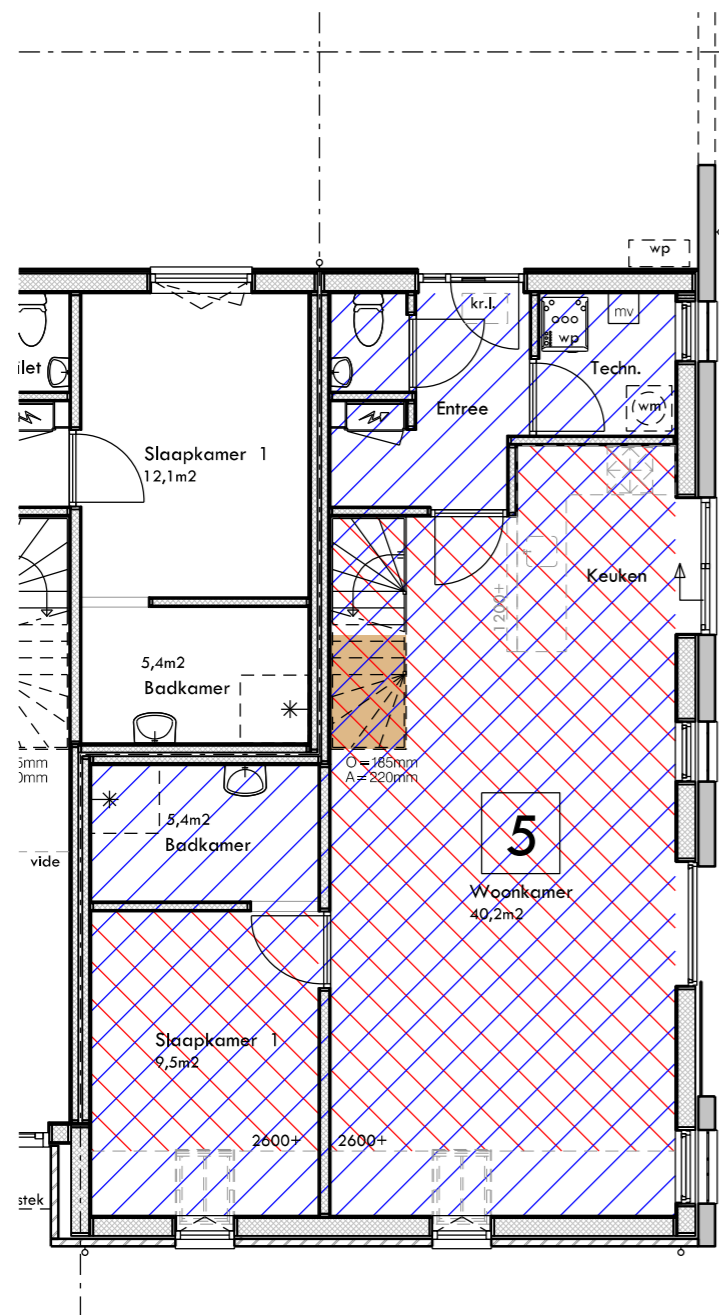 wp
kr.l.
mv
wp
ilet
Techn.
wm
Entree
Slaapkamer 1
12,1m2
Keuken
1200+
5,4m2
Badkamer
5mm
0mm
O=185mm
A=220mm
5,4m2
Badkamer
5
vide
Woonkamer
40,2m2
Slaapkamer 1
9,5m2
2600+
2600+
stek